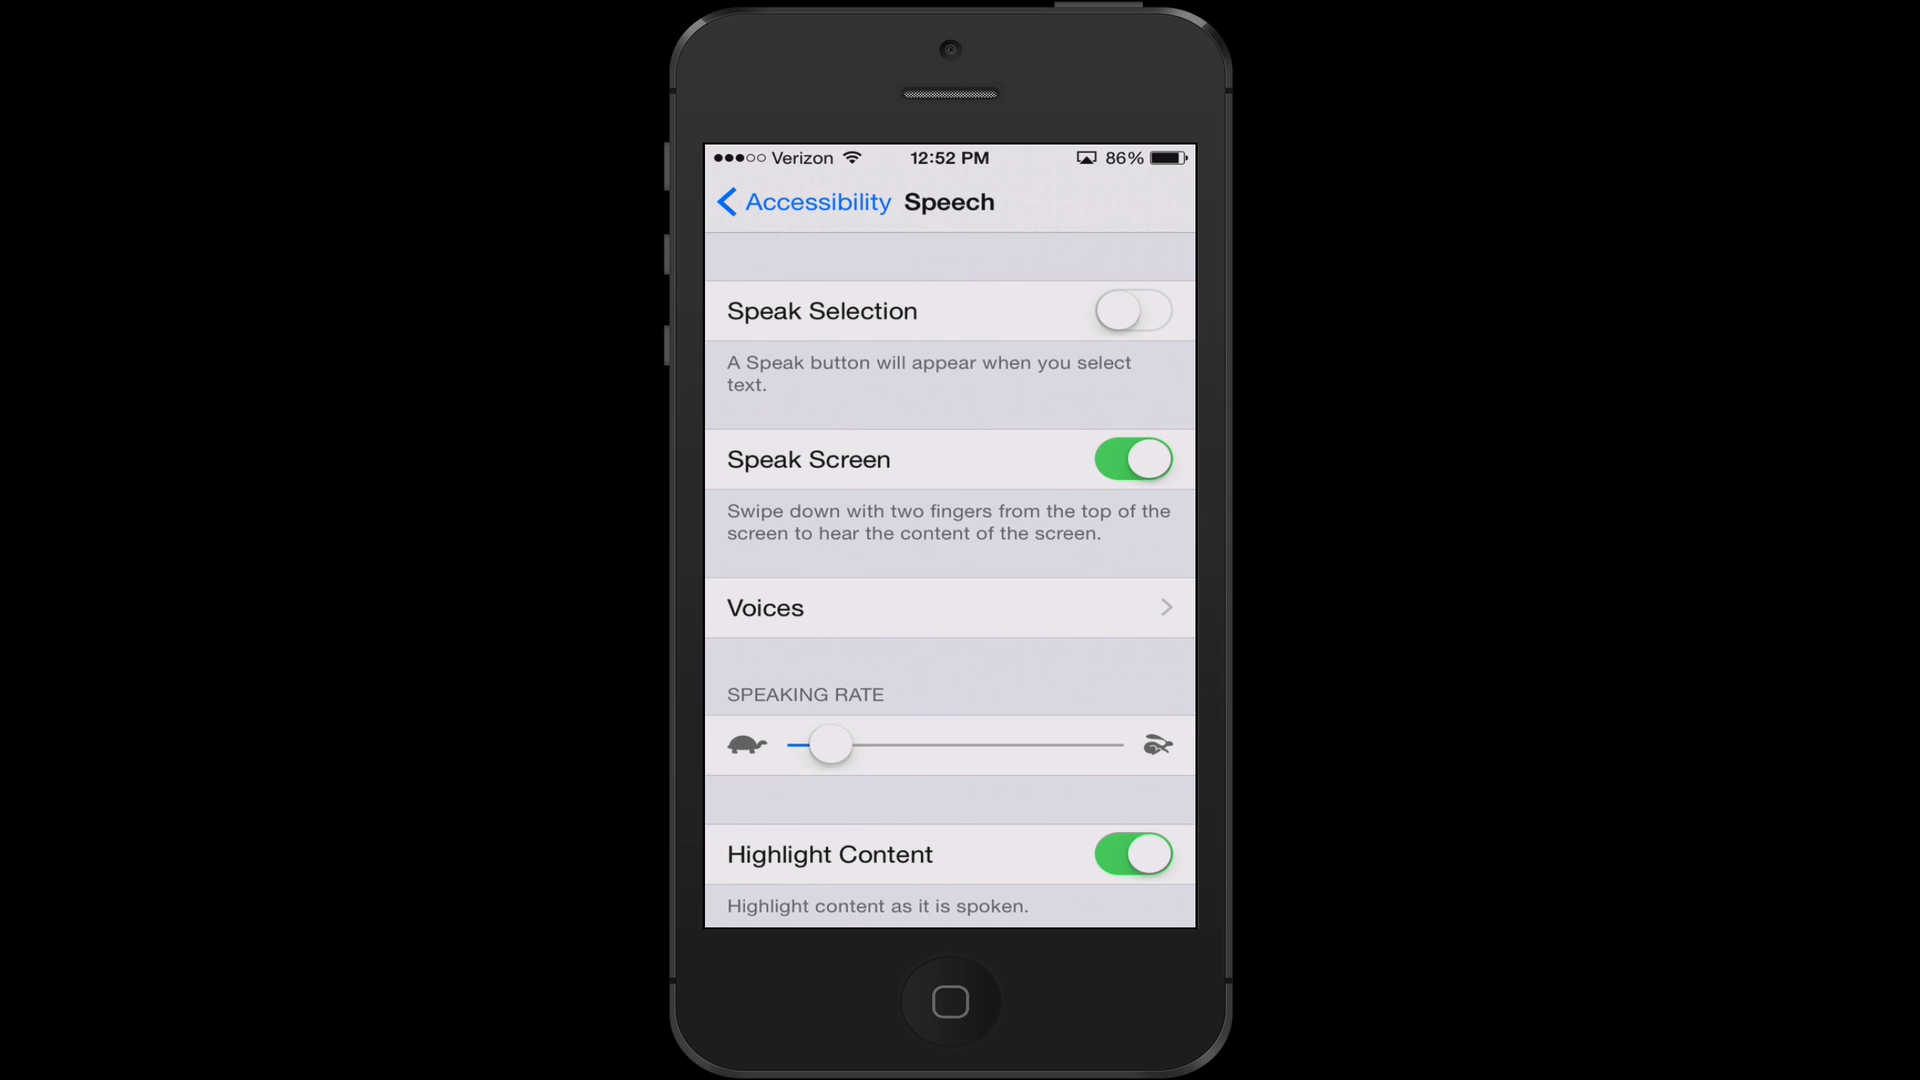 Verizon 12:52 PM 86%
Accessibility Speech
Speak Selection
A Speak button will appear when you select
text.
Speak Screen
Swipe down with two fingers from the top of the
screen to hear the content of the screen.
Voices
SPEAKING RATE
Highlight Content
Highlight content as it is spoken.